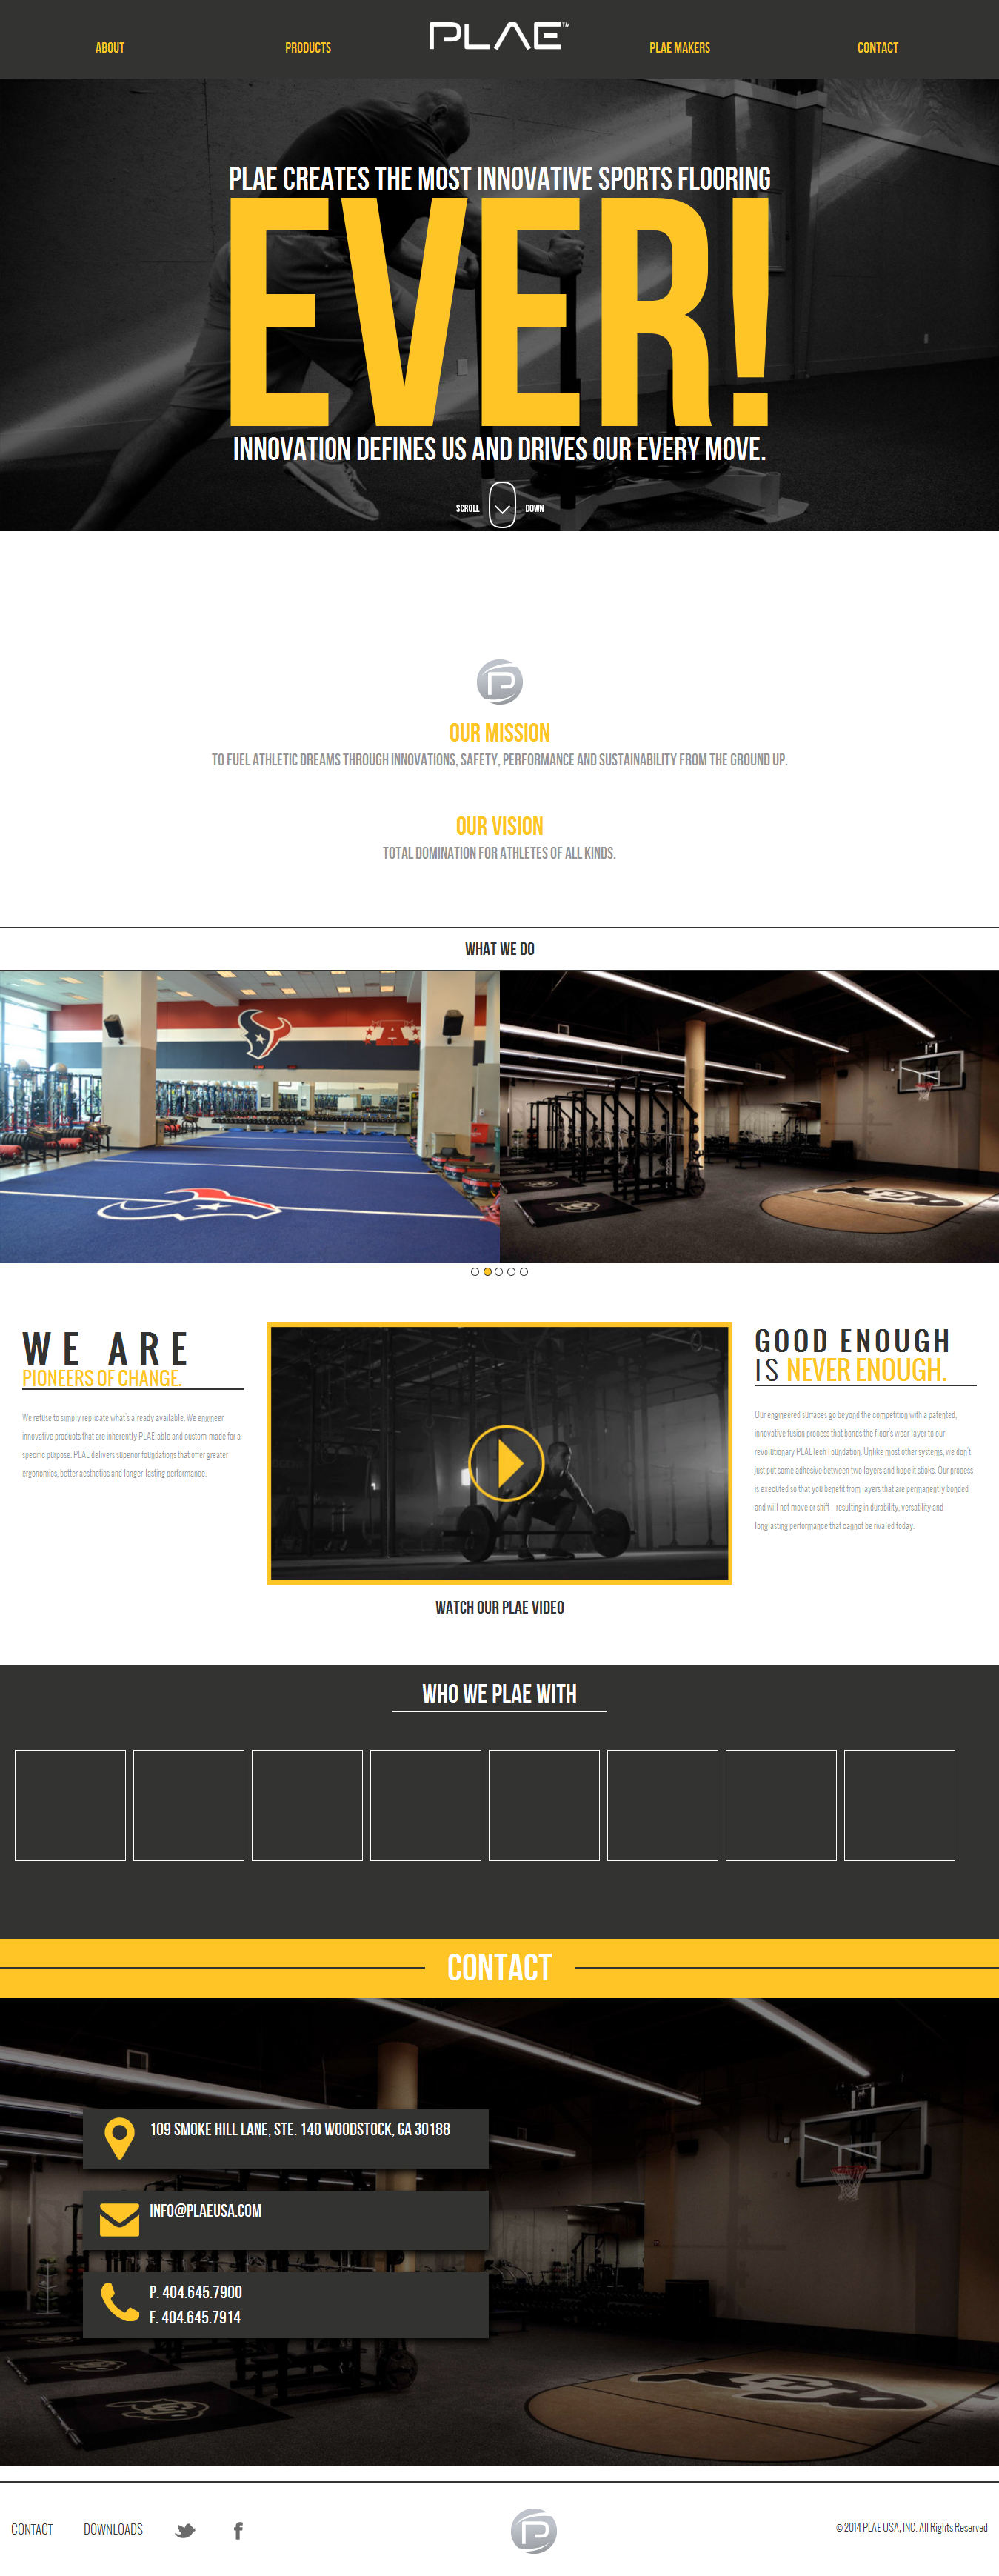 ABOUT
PRODUCTS
PLAE™
PLAE MAKERS
CONTACT
PLAE CREATES THE MOST INNOVATIVE SPORTS FLOORING
EVER!
INNOVATION DEFINES US AND DRIVES OUR EVERY MOVE.
SCROLL
DOWN
P
OUR MISSION
TO FUEL ATHLETIC DREAMS THROUGH INNOVATIONS, SAFETY, PERFORMANCE AND SUSTAINABILITY FROM THE GROUND UP.
OUR VISION
TOTAL DOMINATION FOR ATHLETES OF ALL KINDS.
WHAT WE DO
WE ARE
PIONEERS OF CHANGE.
We refuse to simply replicate what's already available. We engineer
innovative products that are inherently PLAE-able and custom-made for a
specific purpose. PLAE delivers superior foundations that offer greater
ergonomics, better aesthetics and longer-lasting performance.
WATCH OUR PLAE VIDEO
GOOD ENOUGH
IS NEVER ENOUGH.
Our engineered surfaces go beyond the competition with a patented,
innovative fusion process that bonds the floor's wear layer to our
revolutionary PLAETech Foundation. Unlike most other systems, we don't
just put some adhesive between two layers and hope it sticks. Our process
is executed so that you benefit from layers that are permanently bonded
and will not move or shift – resulting in durability, versatility and
longlasting performance that cannot be rivaled today.
WHO WE PLAE WITH
CONTACT
109 SMOKE HILL LANE, STE. 140 WOODSTOCK, GA 30188
INFO@PLAEUSA.COM
P. 404.645.7900
F. 404.645.7914
CONTACT
DOWNLOADS
P
© 2014 PLAE USA, INC. All Rights Reserved